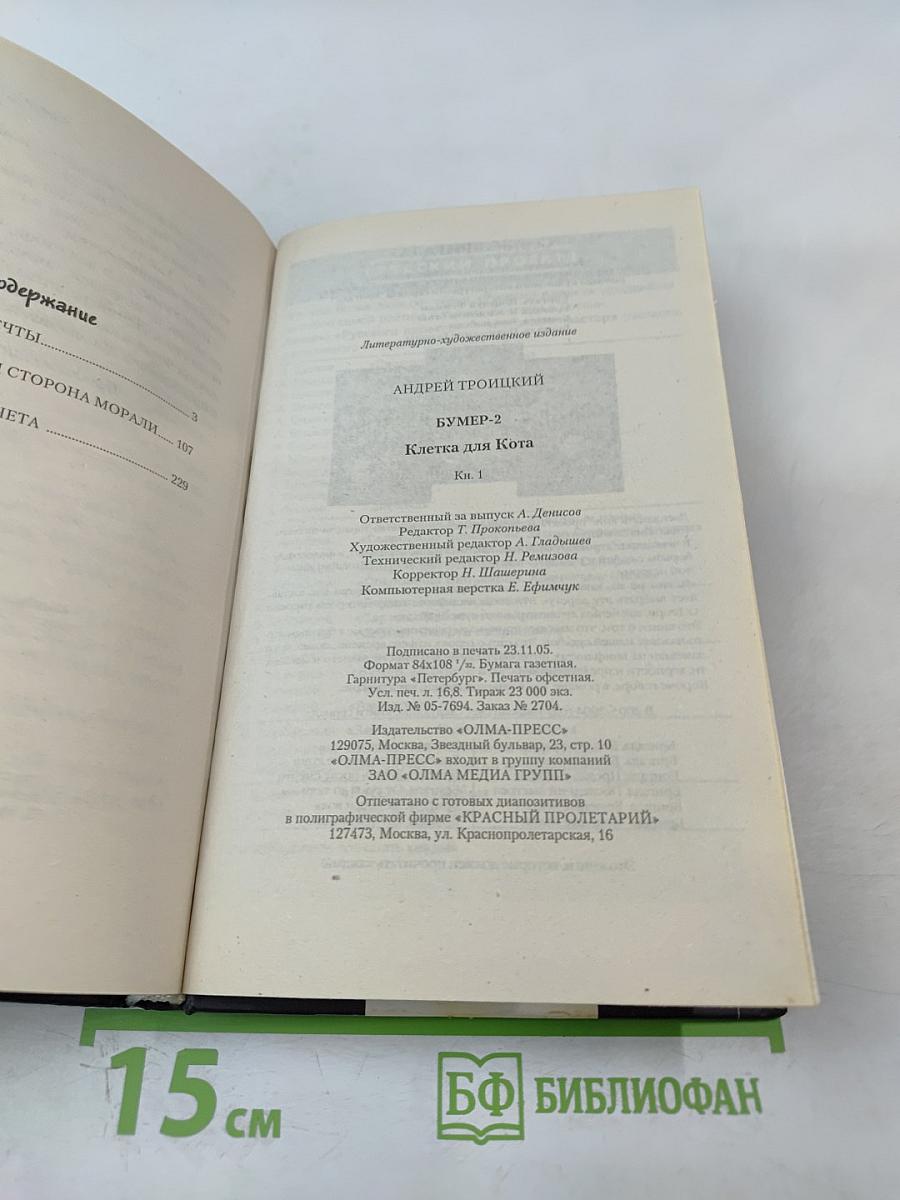 одержание
ЧТЫ 3
СТОРОНА МОРАЛИ 107
ЧЕТА 229
Литературно-художественное издание
АНДРЕЙ ТРОИЦКИЙ
БУМЕР-2
Клетка для Кота
Кн. 1
Ответственный за выпуск А. Денисов
Редактор Т. Прокопьева
Художественный редактор А. Гладышев
Технический редактор Н. Ремизова
Корректор Н. Шашерина
Компьютерная верстка Е. Ефимчук
Подписано в печать 23.11.05.
Формат 84х108 1/32. Бумага газетная.
Гарнитура «Петербург». Печать офсетная.
Усл. печ. л. 16,8. Тираж 23 000 экз.
Изд. № 05-7694. Заказ № 2704.
Издательство «ОЛМА-ПРЕСС»
129075, Москва, Звездный бульвар, 23, стр. 10
«ОЛМА-ПРЕСС» входит в группу компаний
ЗАО «ОЛМА МЕДИА ГРУПП»
Отпечатано с готовых диапозитивов
в полиграфической фирме «КРАСНЫЙ ПРОЛЕТАРИЙ»
127473, Москва, ул. Краснопролетарская, 16
15 см
БФ БИБЛИОФАН